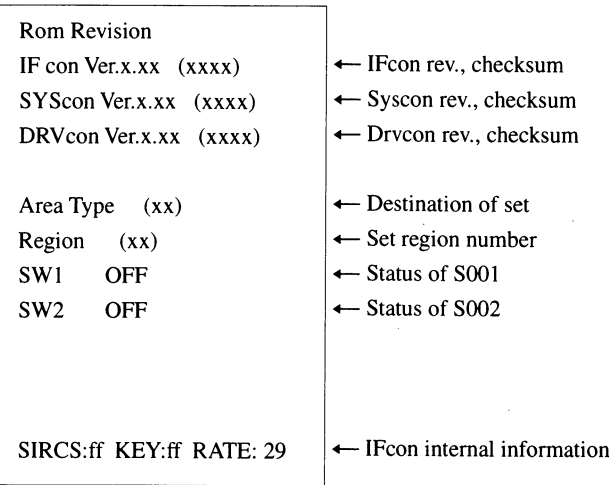 Rom Revision
IF con Ver.x.xx (xxxx) ← IFcon rev., checksum
SYScon Ver.x.xx (xxxx) ← Syscon rev., checksum
DRVcon Ver.x.xx (xxxx) ← Drvcon rev., checksum
Area Type (xx) ← Destination of set
Region (xx) ← Set region number
SW1 OFF ← Status of S001
SW2 OFF ← Status of S002
SIRCS:ff KEY:ff RATE: 29 ← IFcon internal information